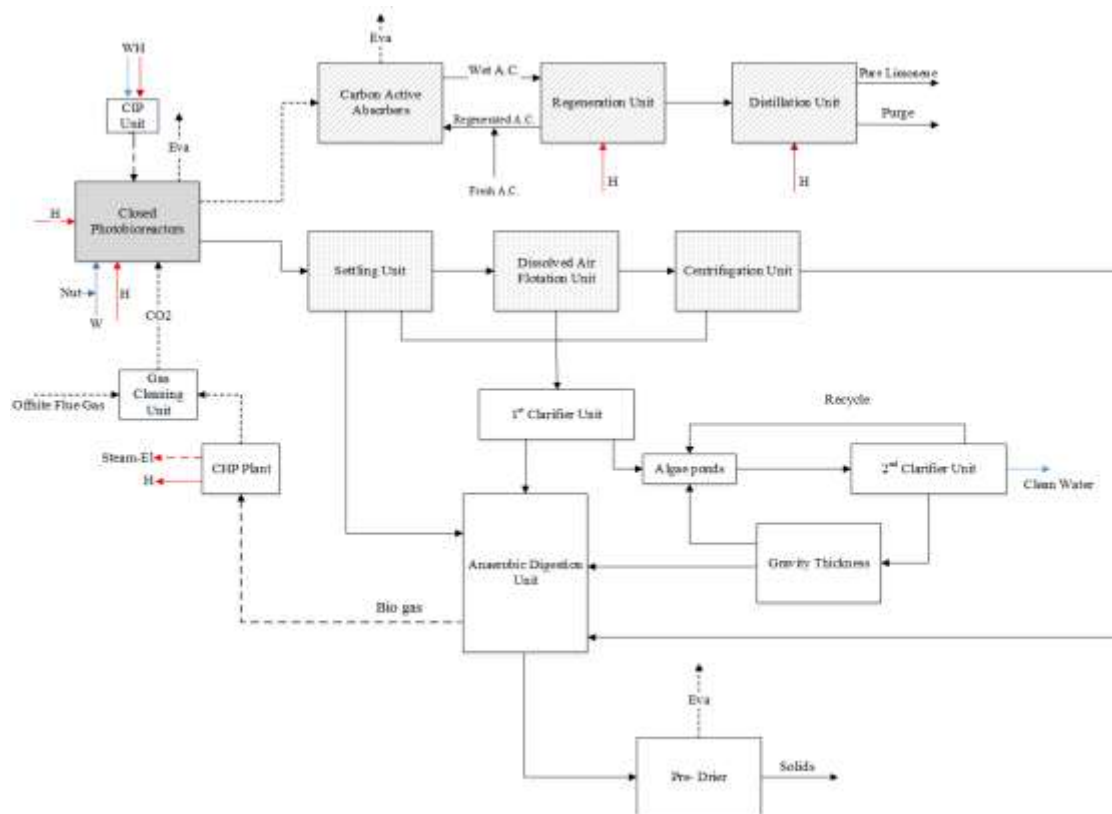 WH
CIP
Unit
Eva
Eva
Carbon Active
Absorbers
Wet A.C.
Regenerated A.C.
Fresh A.C.
Regeneration Unit
H
Distillation Unit
H
Pure Limonene
Purge
H
Closed
Photobioreactors
Nut
W
H
CO2
Settling Unit
Dissolved Air
Flotation Unit
Centrifugation Unit
Gas
Cleaning
Unit
Offsite Flue-Gas
Steam-El
H
CHP Plant
1st Clarifier Unit
Recycle
Algae ponds
2nd Clarifier Unit
Clean Water
Gravity Thickness
Anaerobic Digestion
Unit
Bio gas
Eva
Pre- Drier
Solids